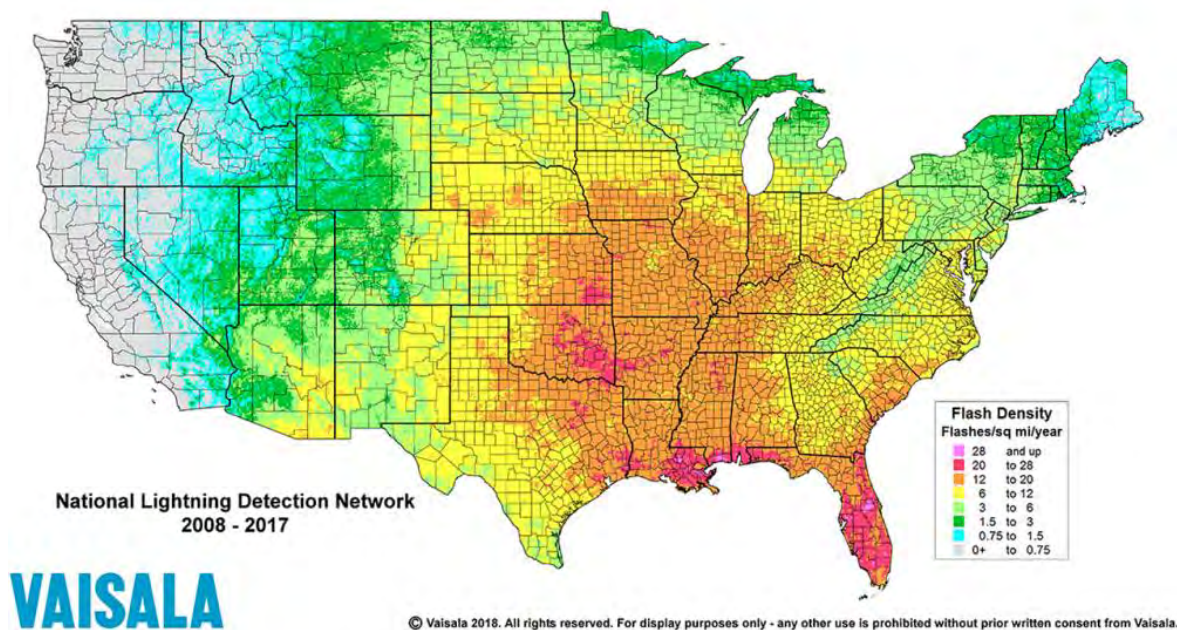 National Lightning Detection Network
2008 - 2017
Flash Density
Flashes/sq mi/year
28 and up
20 to 28
12 to 20
6 to 12
3 to 6
1.5 to 3
0.75 to 1.5
0+ to 0.75
VAISALA
© Vaisala 2018. All rights reserved. For display purposes only - any other use is prohibited without prior written consent from Vaisala.